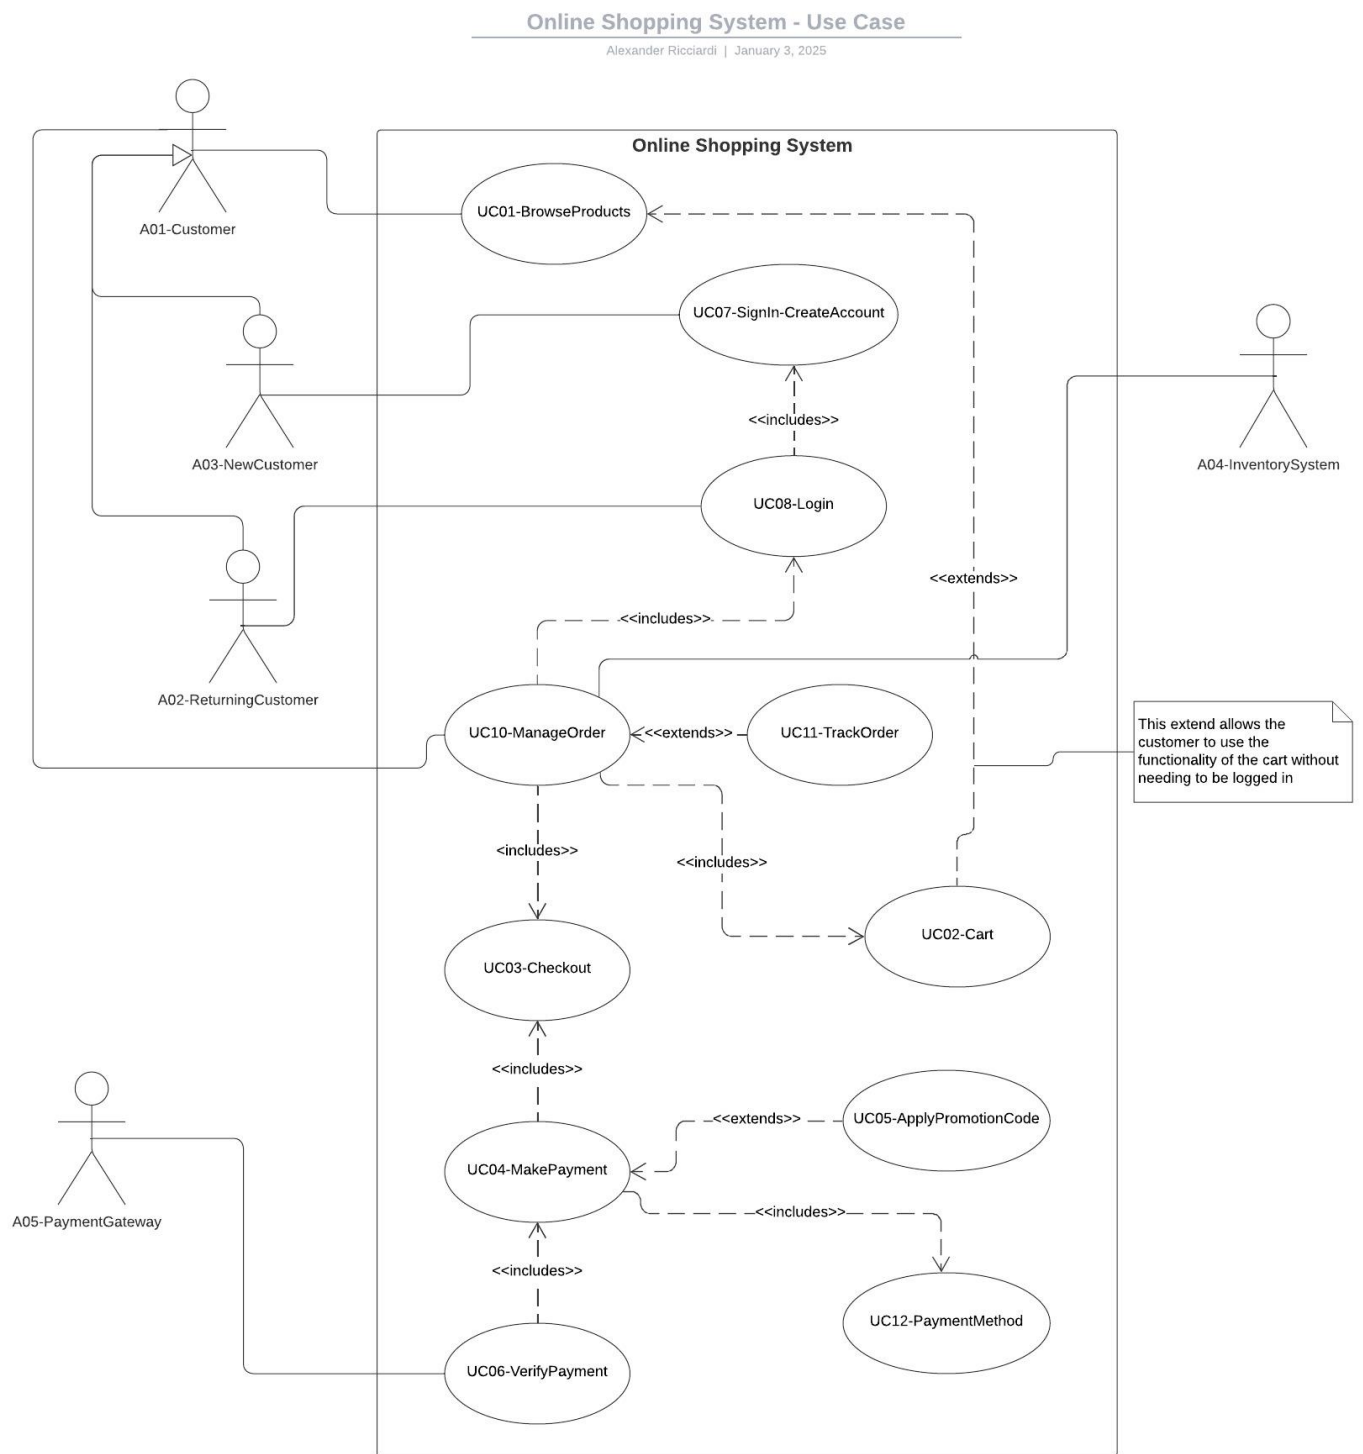 Online Shopping System - Use Case
Alexander Ricciardi | January 3, 2025
Online Shopping System
UC01-BrowseProducts
A01-Customer
UC07-SignIn-CreateAccount
<<includes>>
A03-NewCustomer
A04-InventorySystem
UC08-Login
<<extends>>
<<includes>>
A02-ReturningCustomer
UC10-ManageOrder
<<extends>>
UC11-TrackOrder
This extend allows the
customer to use the
functionality of the cart without
needing to be logged in
<includes>>
<<includes>>
UC02-Cart
UC03-Checkout
<<includes>>
<<extends>>
UC05-ApplyPromotionCode
UC04-MakePayment
<<includes>>
A05-PaymentGateway
<<includes>>
UC12-PaymentMethod
UC06-VerifyPayment